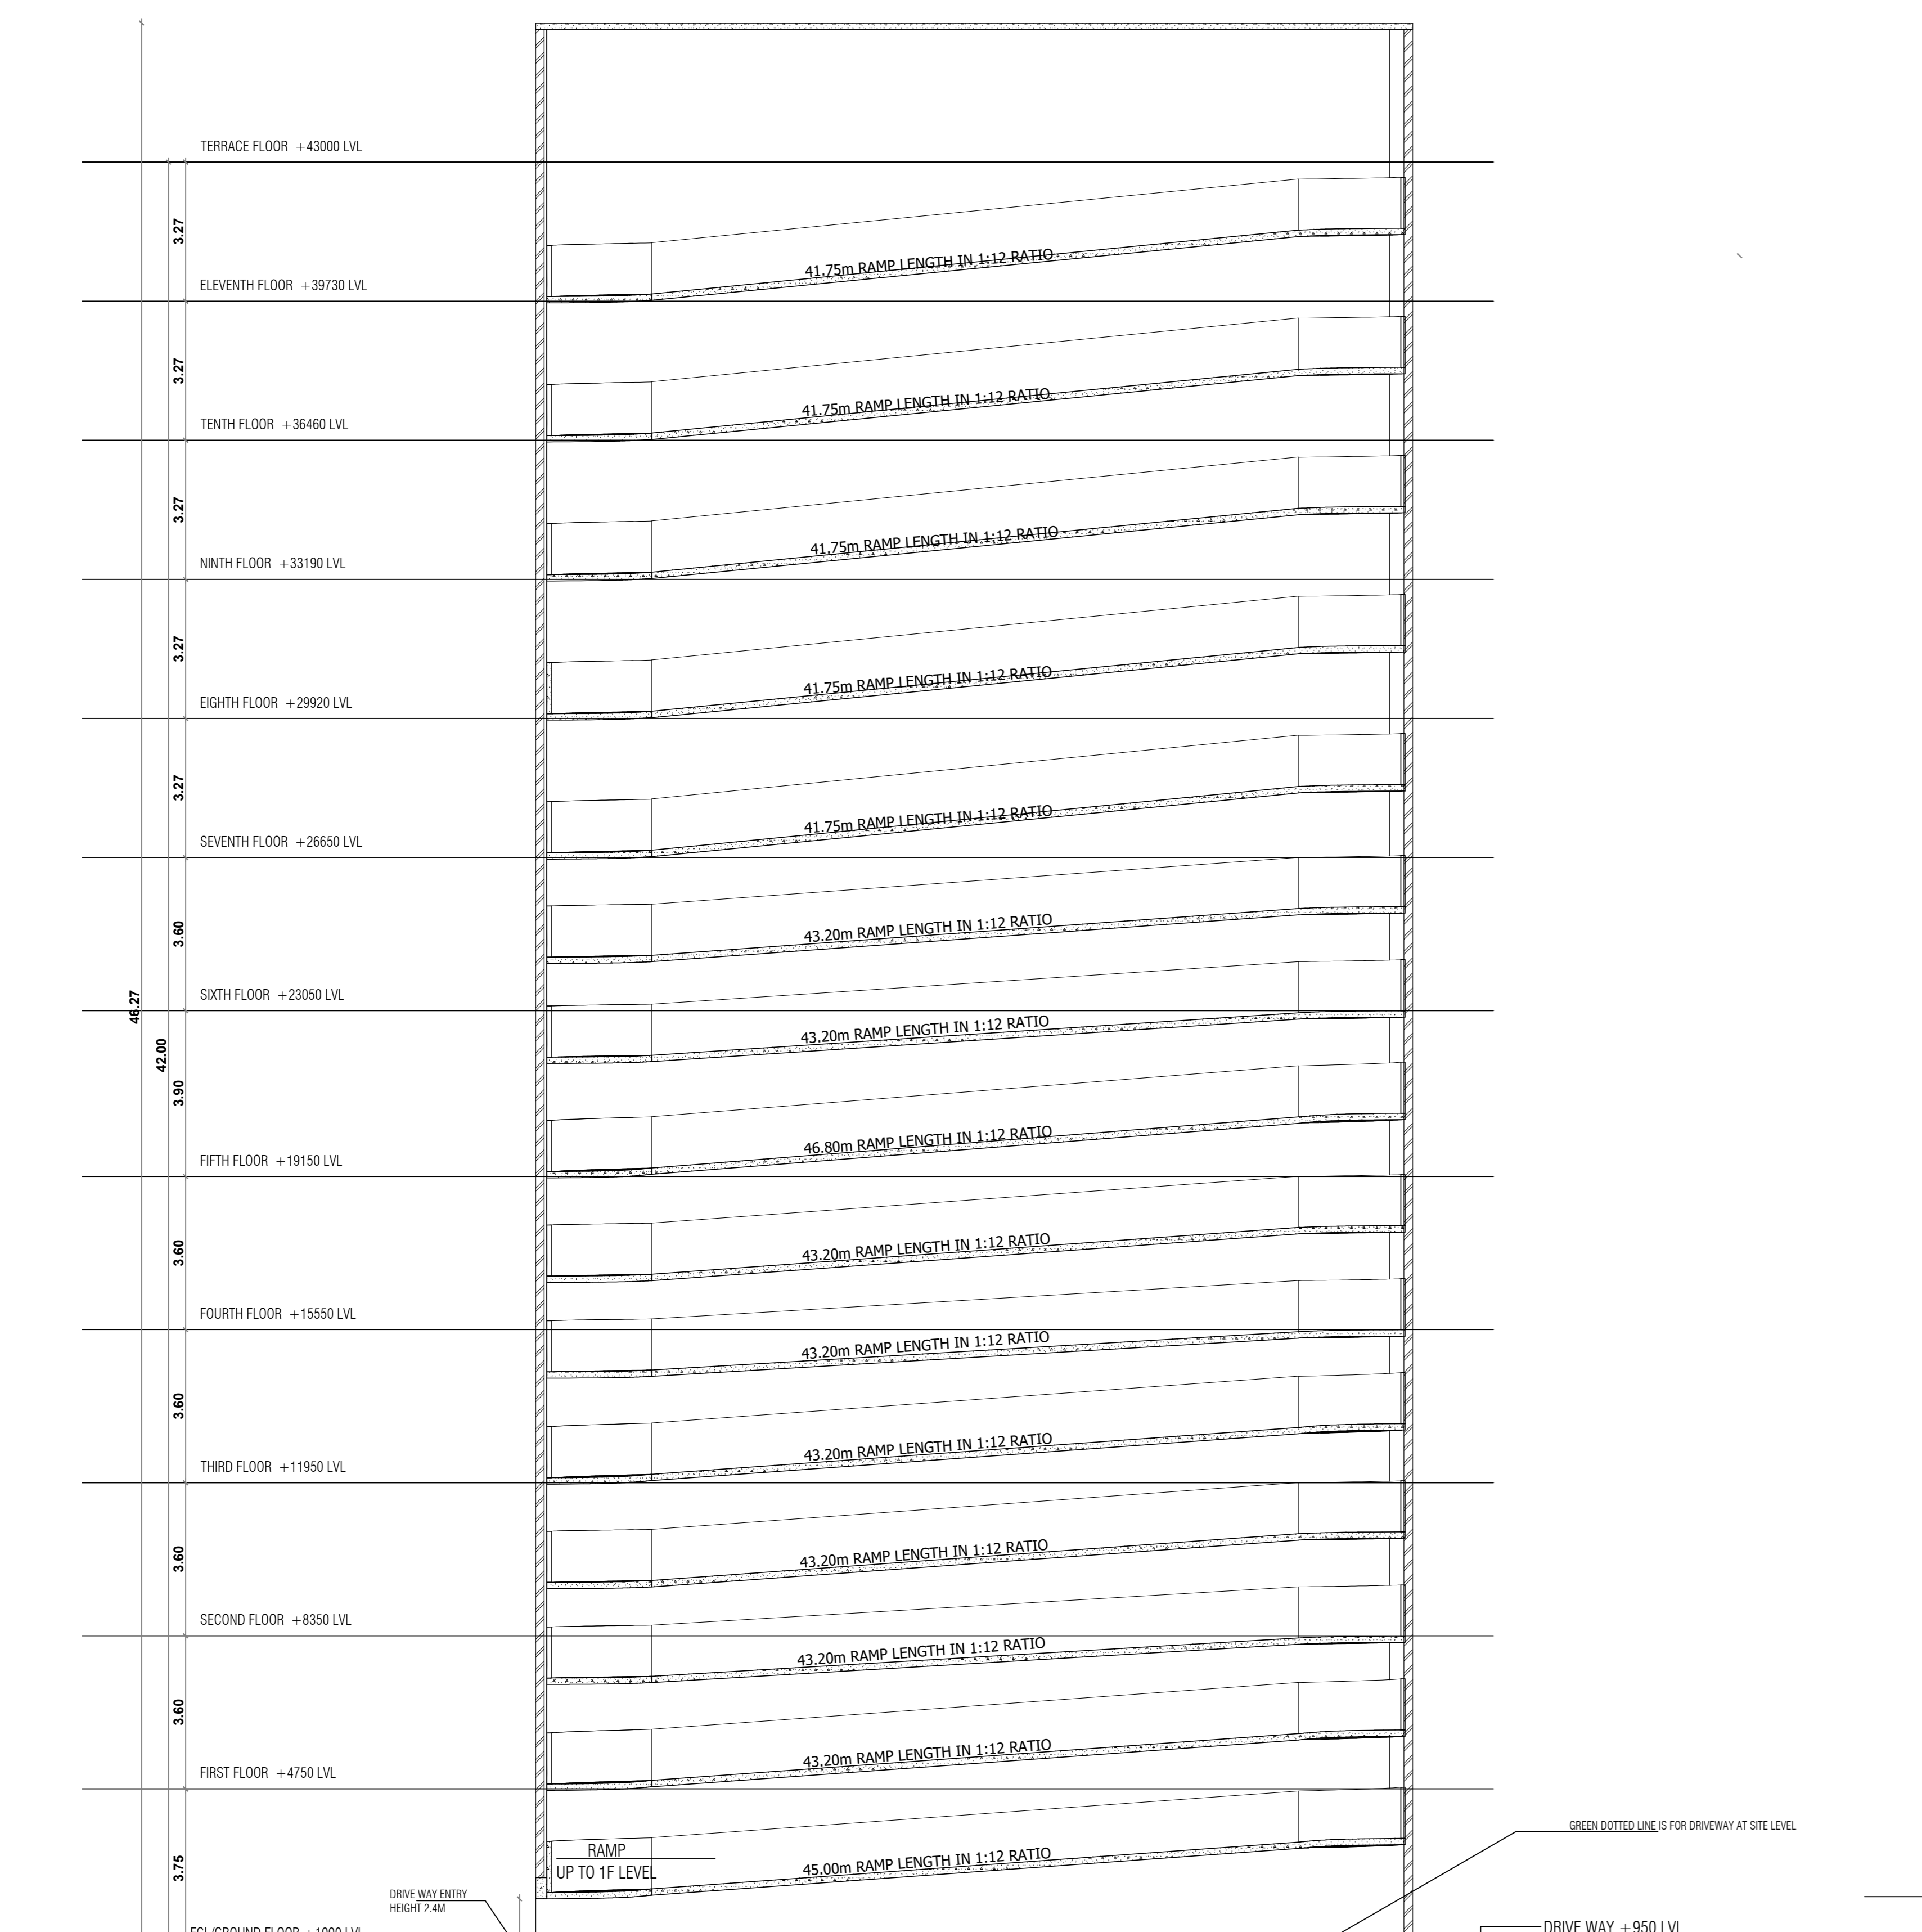 TERRACE FLOOR +43000 LVL
3.27
41.75m RAMP LENGTH IN 1:12 RATIO
ELEVENTH FLOOR +39730 LVL
3.27
41.75m RAMP LENGTH IN 1:12 RATIO
TENTH FLOOR +36460 LVL
3.27
41.75m RAMP LENGTH IN 1:12 RATIO
NINTH FLOOR +33190 LVL
3.27
41.75m RAMP LENGTH IN 1:12 RATIO
EIGHTH FLOOR +29920 LVL
3.27
41.75m RAMP LENGTH IN 1:12 RATIO
SEVENTH FLOOR +26650 LVL
3.60
43.20m RAMP LENGTH IN 1:12 RATIO
SIXTH FLOOR +23050 LVL
46.27
43.20m RAMP LENGTH IN 1:12 RATIO
42.00
3.90
46.80m RAMP LENGTH IN 1:12 RATIO
FIFTH FLOOR +19150 LVL
3.60
43.20m RAMP LENGTH IN 1:12 RATIO
FOURTH FLOOR +15550 LVL
43.20m RAMP LENGTH IN 1:12 RATIO
3.60
43.20m RAMP LENGTH IN 1:12 RATIO
THIRD FLOOR +11950 LVL
3.60
43.20m RAMP LENGTH IN 1:12 RATIO
SECOND FLOOR +8350 LVL
43.20m RAMP LENGTH IN 1:12 RATIO
3.60
43.20m RAMP LENGTH IN 1:12 RATIO
FIRST FLOOR +4750 LVL
GREEN DOTTED LINE IS FOR DRIVEWAY AT SITE LEVEL
3.75
RAMP
UP TO 1F LEVEL
45.00m RAMP LENGTH IN 1:12 RATIO
DRIVE WAY ENTRY
HEIGHT 2.4M
DRIVE WAY +950 LVL